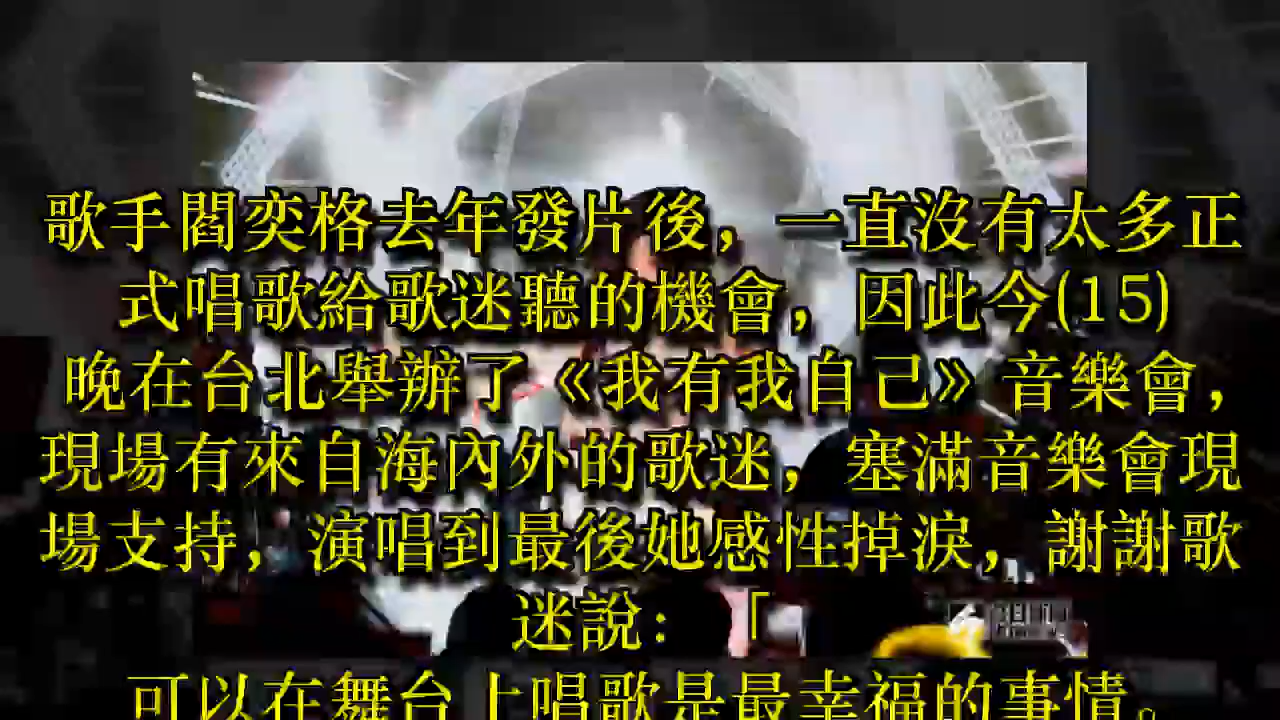 歌手閻奕格去年發片後，一直沒有太多正
式唱歌給歌迷聽的機會，因此今(15)
晚在台北舉辦了《我有我自己》音樂會，
現場有來自海內外的歌迷，塞滿音樂會現
場支持，演唱到最後她感性掉淚，謝謝歌
迷說：「
可以在舞台上唱歌是最幸福的事情。